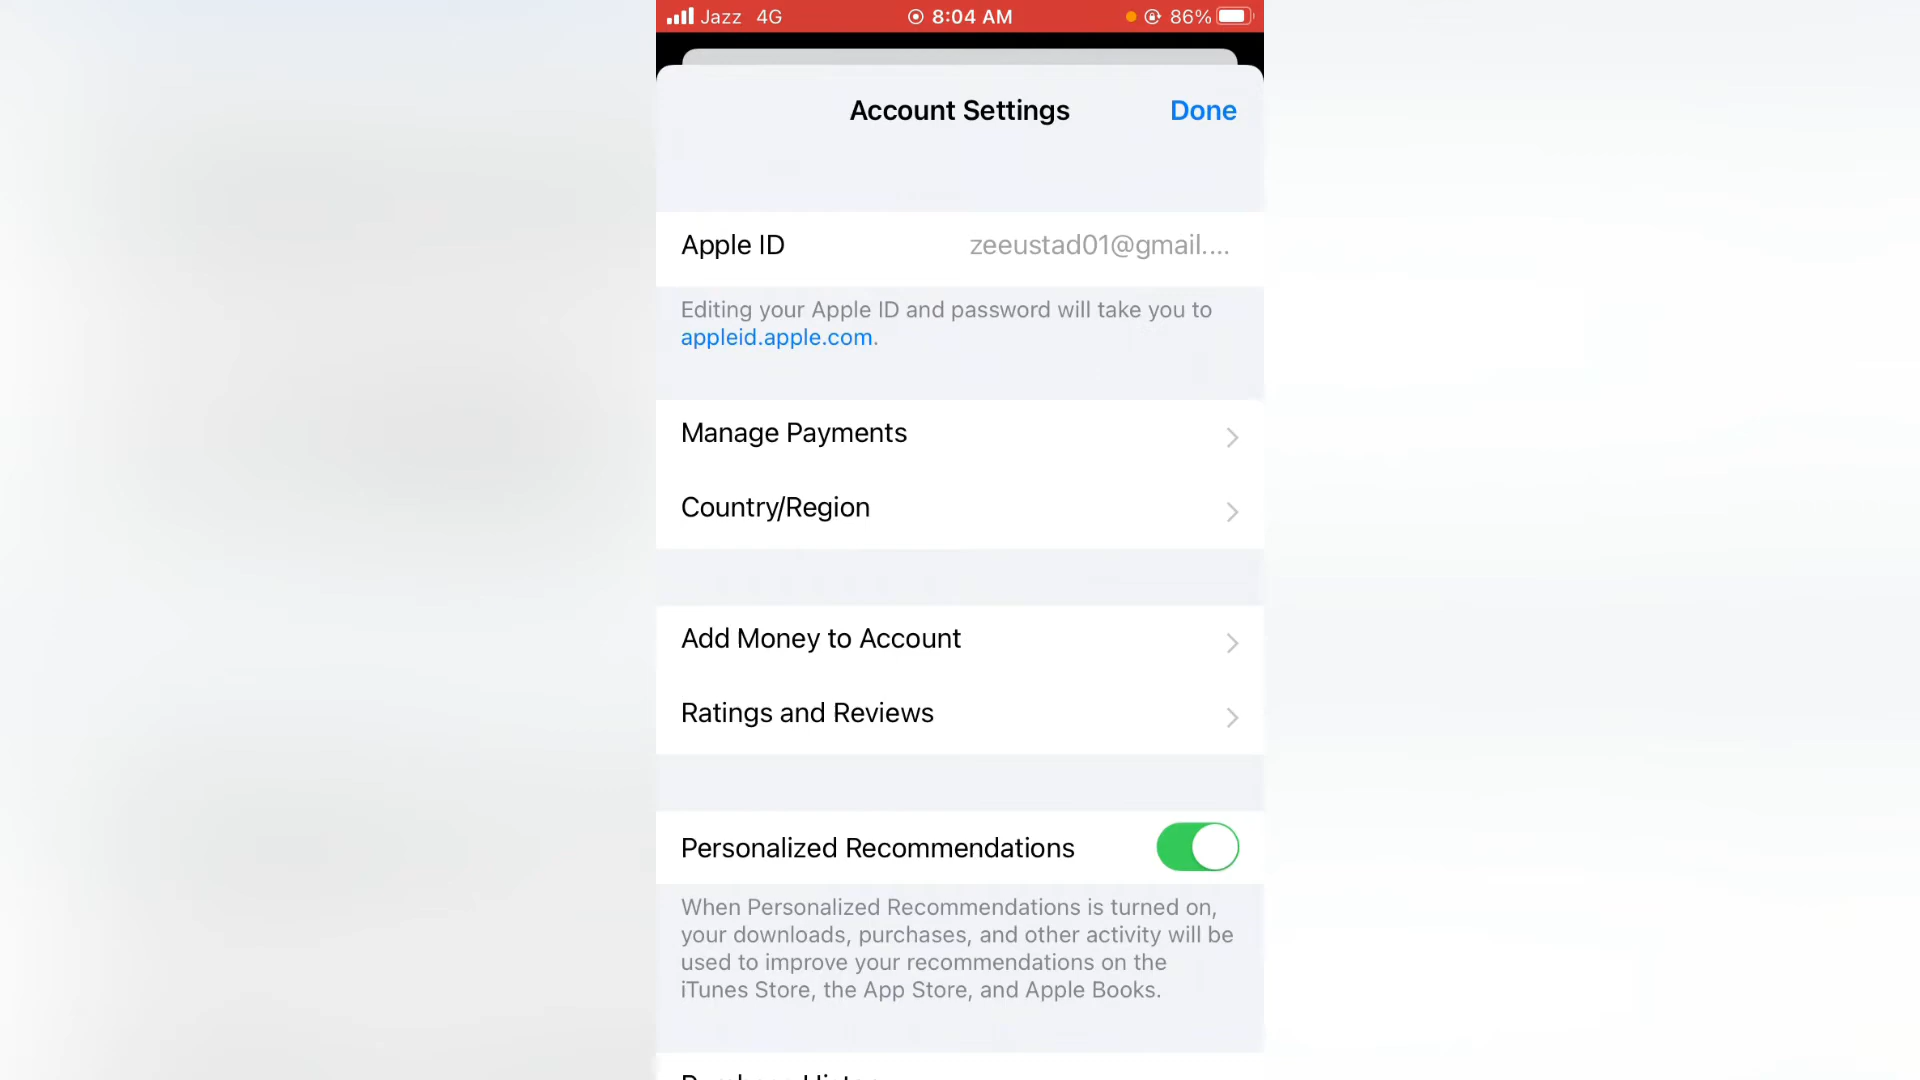 Jazz 4G 8:04 AM 86%
Account Settings Done
Apple ID zeeustad01@gmail....
Editing your Apple ID and password will take you to
appleid.apple.com.
Manage Payments
Country/Region
Add Money to Account
Ratings and Reviews
Personalized Recommendations
When Personalized Recommendations is turned on,
your downloads, purchases, and other activity will be
used to improve your recommendations on the
iTunes Store, the App Store, and Apple Books.